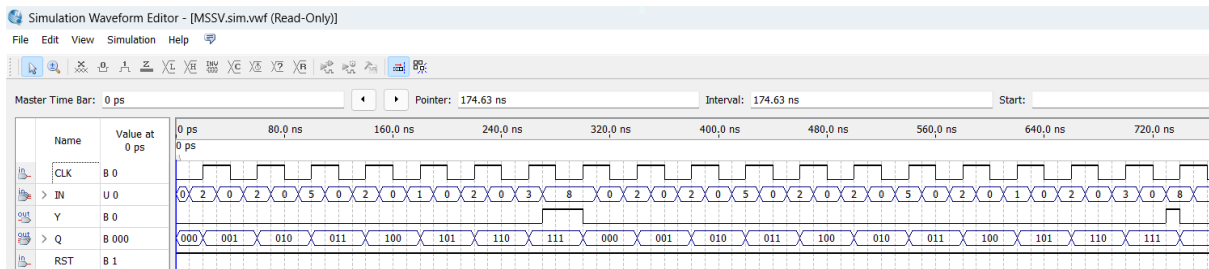 Simulation Waveform Editor - [MSSV.sim.vwf (Read-Only)]
File Edit View Simulation Help
Master Time Bar: 0 ps Pointer: 174.63 ns Interval: 174.63 ns Start:
Name Value at 0 ps 0 ps 80.0 ns 160.0 ns 240.0 ns 320.0 ns 400.0 ns 480.0 ns 560.0 ns 640.0 ns 720.0 ns
0 ps
CLK B 0
IN U 0 0 2 0 2 0 5 0 2 0 1 0 2 0 3 8 0 2 0 2 0 5 0 2 0 2 0 5 0 2 0 1 0 2 0 3 0 8
Y B 0
Q B 000 000 001 010 011 100 101 110 111 000 001 010 011 100 010 011 100 101 110 111
RST B 1